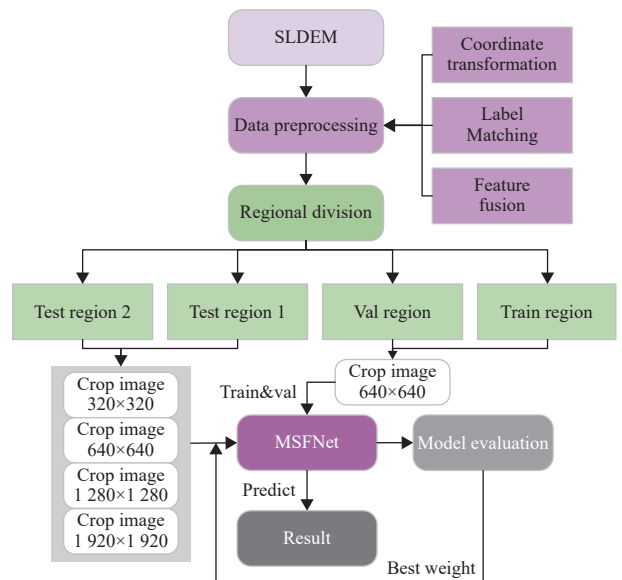 SLDEM
Coordinate
transformation
Data preprocessing
Label
Matching
Feature
fusion
Regional division
Test region 2
Test region 1
Val region
Train region
Crop image
320×320
Crop image
640×640
Crop image
1 280×1 280
Crop image
1 920×1 920
Crop image
640×640
Train&val
MSFNet
Model evaluation
Predict
Result
Best weight